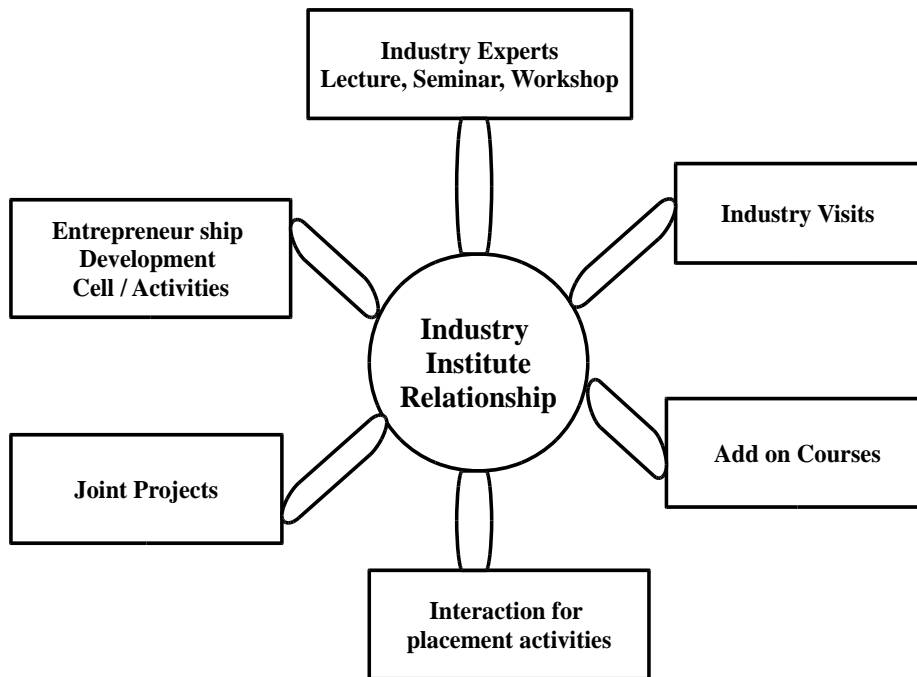 Industry Experts
Lecture, Seminar, Workshop
Industry Visits
Entrepreneur ship
Development
Cell / Activities
Industry
Institute
Relationship
Add on Courses
Joint Projects
Interaction for
placement activities